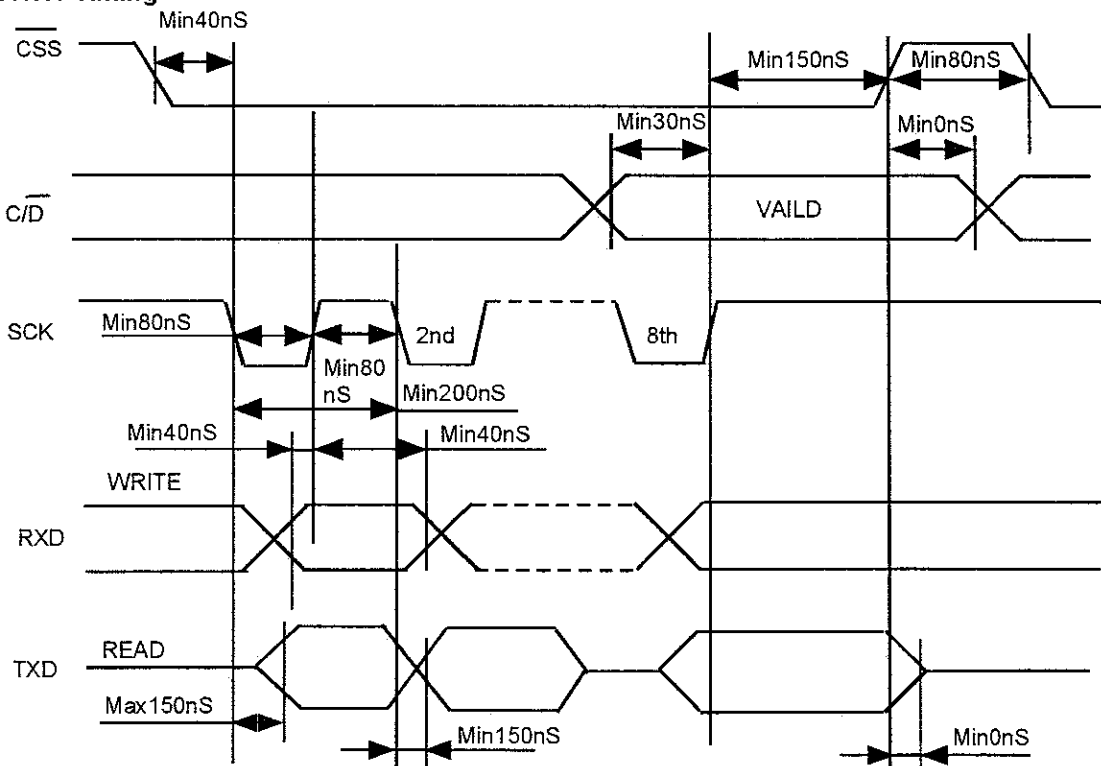 Min40nS
CSS
Min150nS
Min80nS
Min30nS
Min0nS
C/D
VAILD
SCK
Min80nS
2nd
8th
Min80
nS
Min200nS
Min40nS
Min40nS
WRITE
RXD
READ
TXD
Max150nS
Min150nS
Min0nS